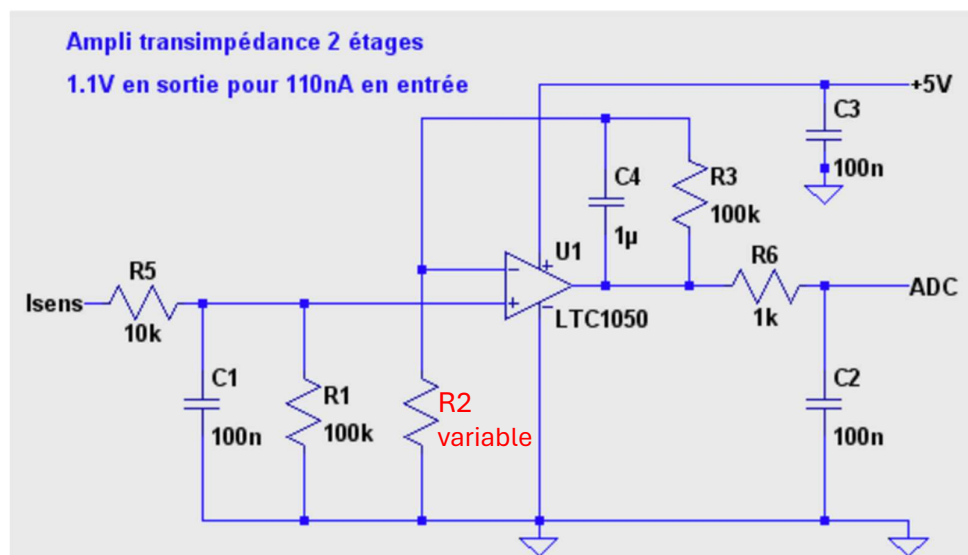 Ampli transimpédance 2 étages
1.1V en sortie pour 110nA en entrée
+5V
C3
100n
C4
1µ
R3
100k
U1
LTC1050
R6
1k
ADC
R5
Isens
10k
C1
100n
R1
100k
R2
variable
C2
100n